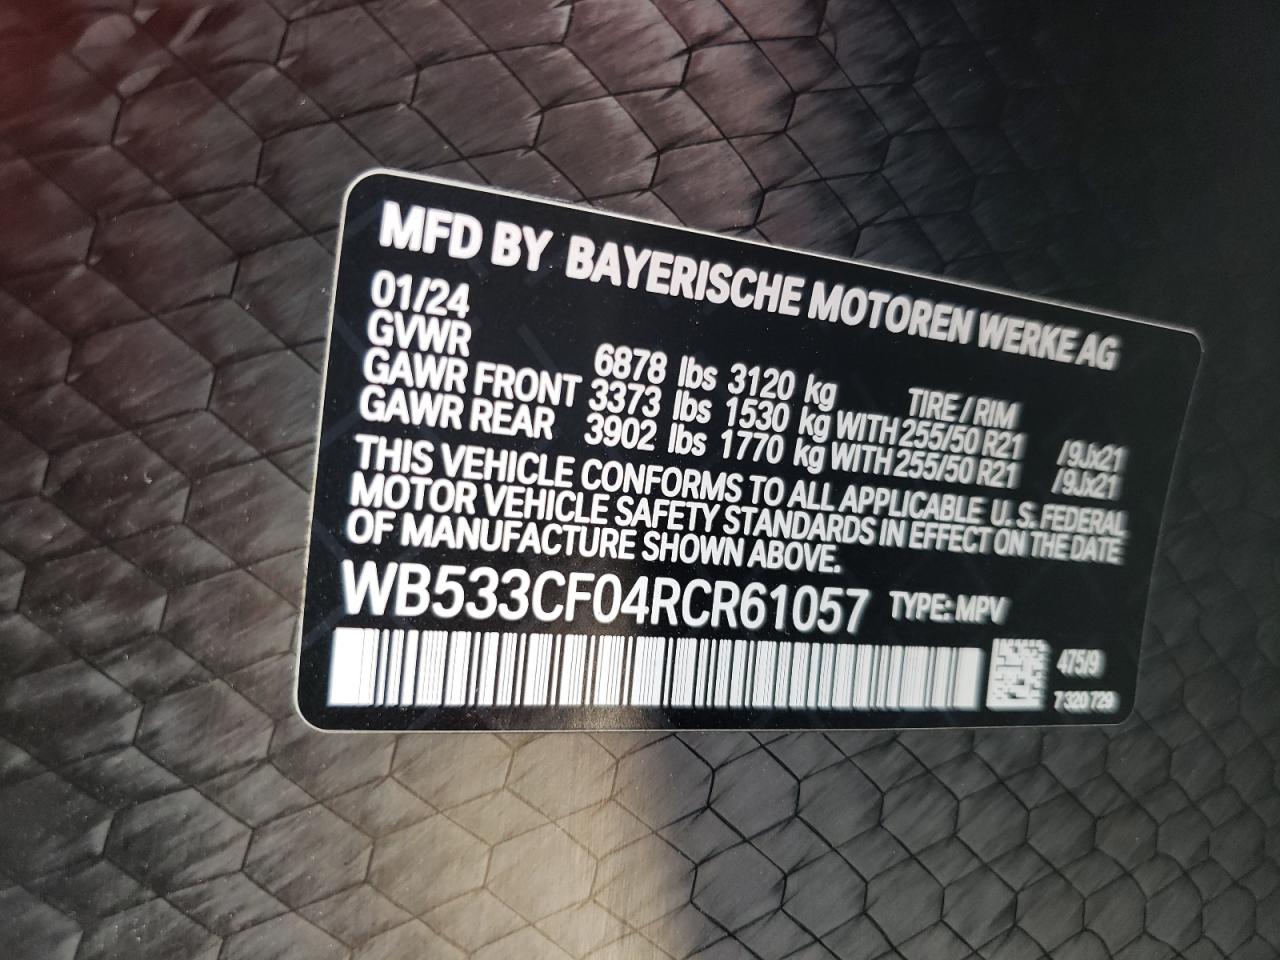 MFD BY BAYERISCHE MOTOREN WERKE AG
01/24
GVWR 6878 lbs 3120 kg TIRE / RIM
GAWR FRONT 3373 lbs 1530 kg WITH 255/50 R21 /9Jx21
GAWR REAR 3902 lbs 1770 kg WITH 255/50 R21 /9Jx21
THIS VEHICLE CONFORMS TO ALL APPLICABLE U. S. FEDERAL
MOTOR VEHICLE SAFETY STANDARDS IN EFFECT ON THE DATE
OF MANUFACTURE SHOWN ABOVE.
WB533CF04RCR61057 TYPE: MPV
475/9
7 320 729